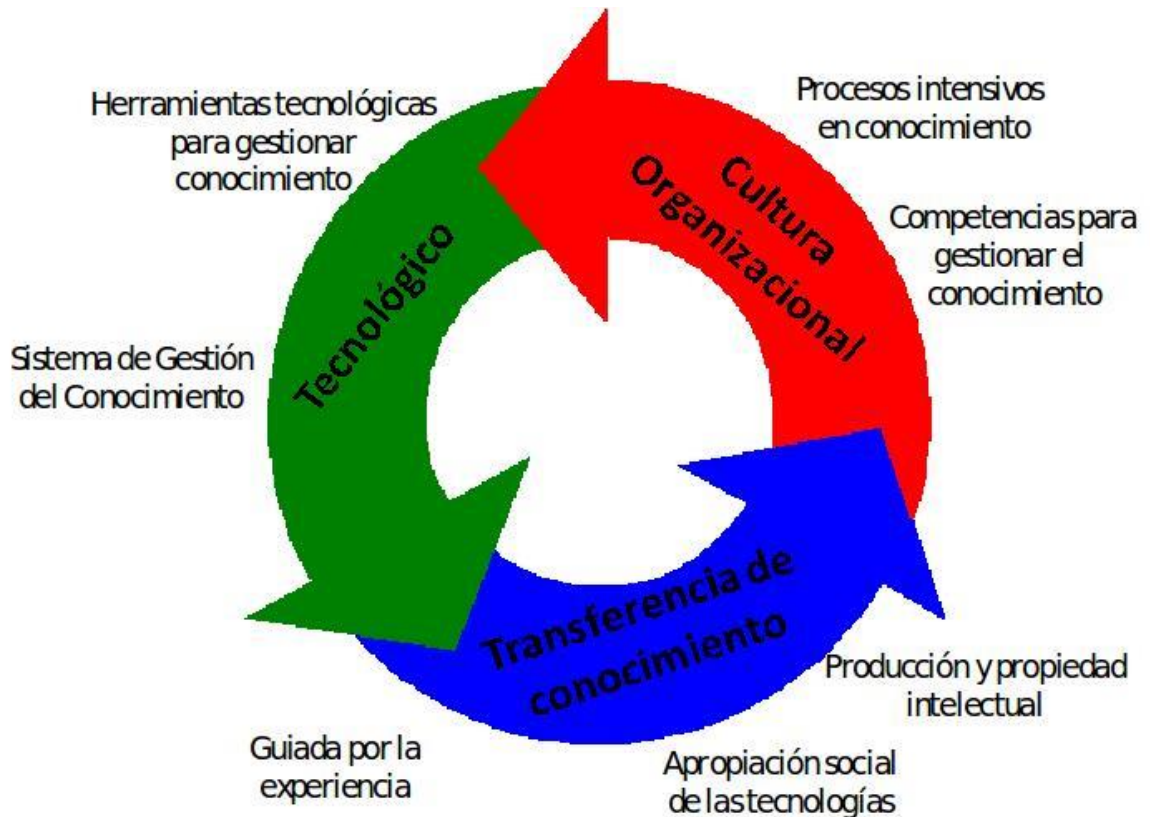 Herramientas tecnológicas
para gestionar
conocimiento
Procesos intensivos
en conocimiento
Cultura
Organizacional
Competencias para
gestionar el
conocimiento
Tecnológico
Sistema de Gestión
del Conocimiento
Transferencia de
conocimiento
Producción y propiedad
intelectual
Guiada por la
experiencia
Apropiación social
de las tecnologías